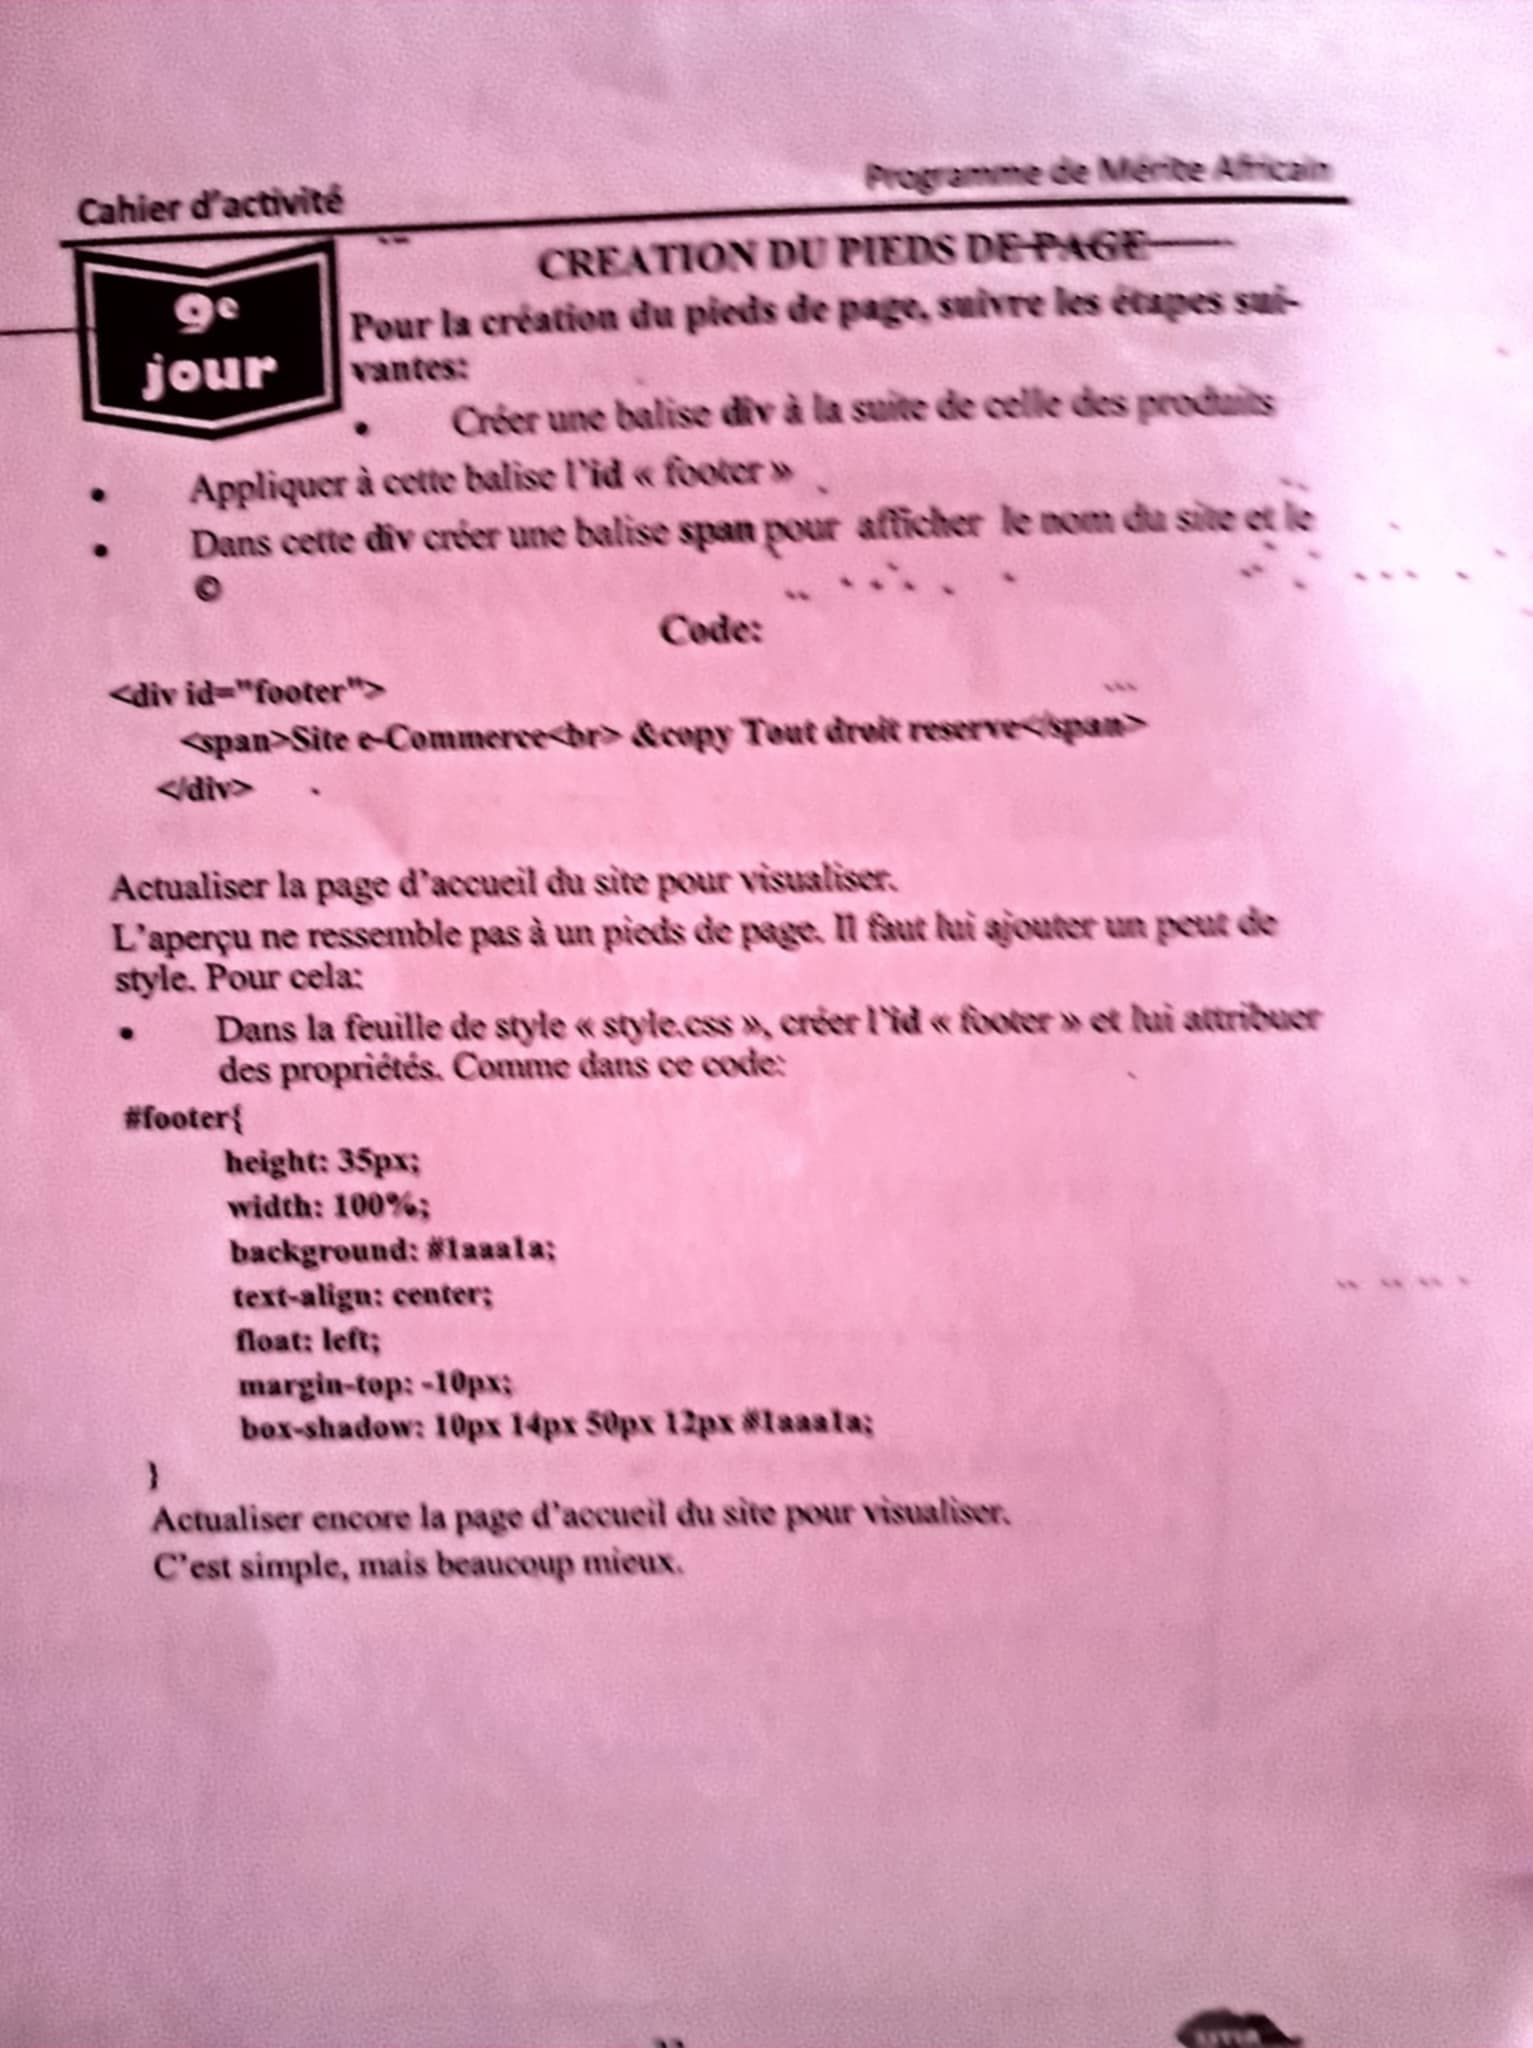 Cahier d'activité
Programme de Mérite Africain
9e
jour
CREATION DU PIEDS DE PAGE
Pour la création du pieds de page, suivre les étapes sui-
vantes:
• Créer une balise div à la suite de celle des produits
• Appliquer à cette balise l'id « footer »
• Dans cette div créer une balise span pour afficher le nom du site et le
©
Code:
<div id="footer">
<span>Site e-Commerce<br> &copy Tout droit reserve</span>
</div>
Actualiser la page d'accueil du site pour visualiser.
L'aperçu ne ressemble pas à un pieds de page. Il faut lui ajouter un peut de
style. Pour cela:
• Dans la feuille de style « style.css », créer l'id « footer » et lui attribuer
des propriétés. Comme dans ce code:
#footer{
height: 35px;
width: 100%;
background: #1aaa1a;
text-align: center;
float: left;
margin-top: -10px;
box-shadow: 10px 14px 50px 12px #1aaa1a;
}
Actualiser encore la page d'accueil du site pour visualiser.
C'est simple, mais beaucoup mieux.